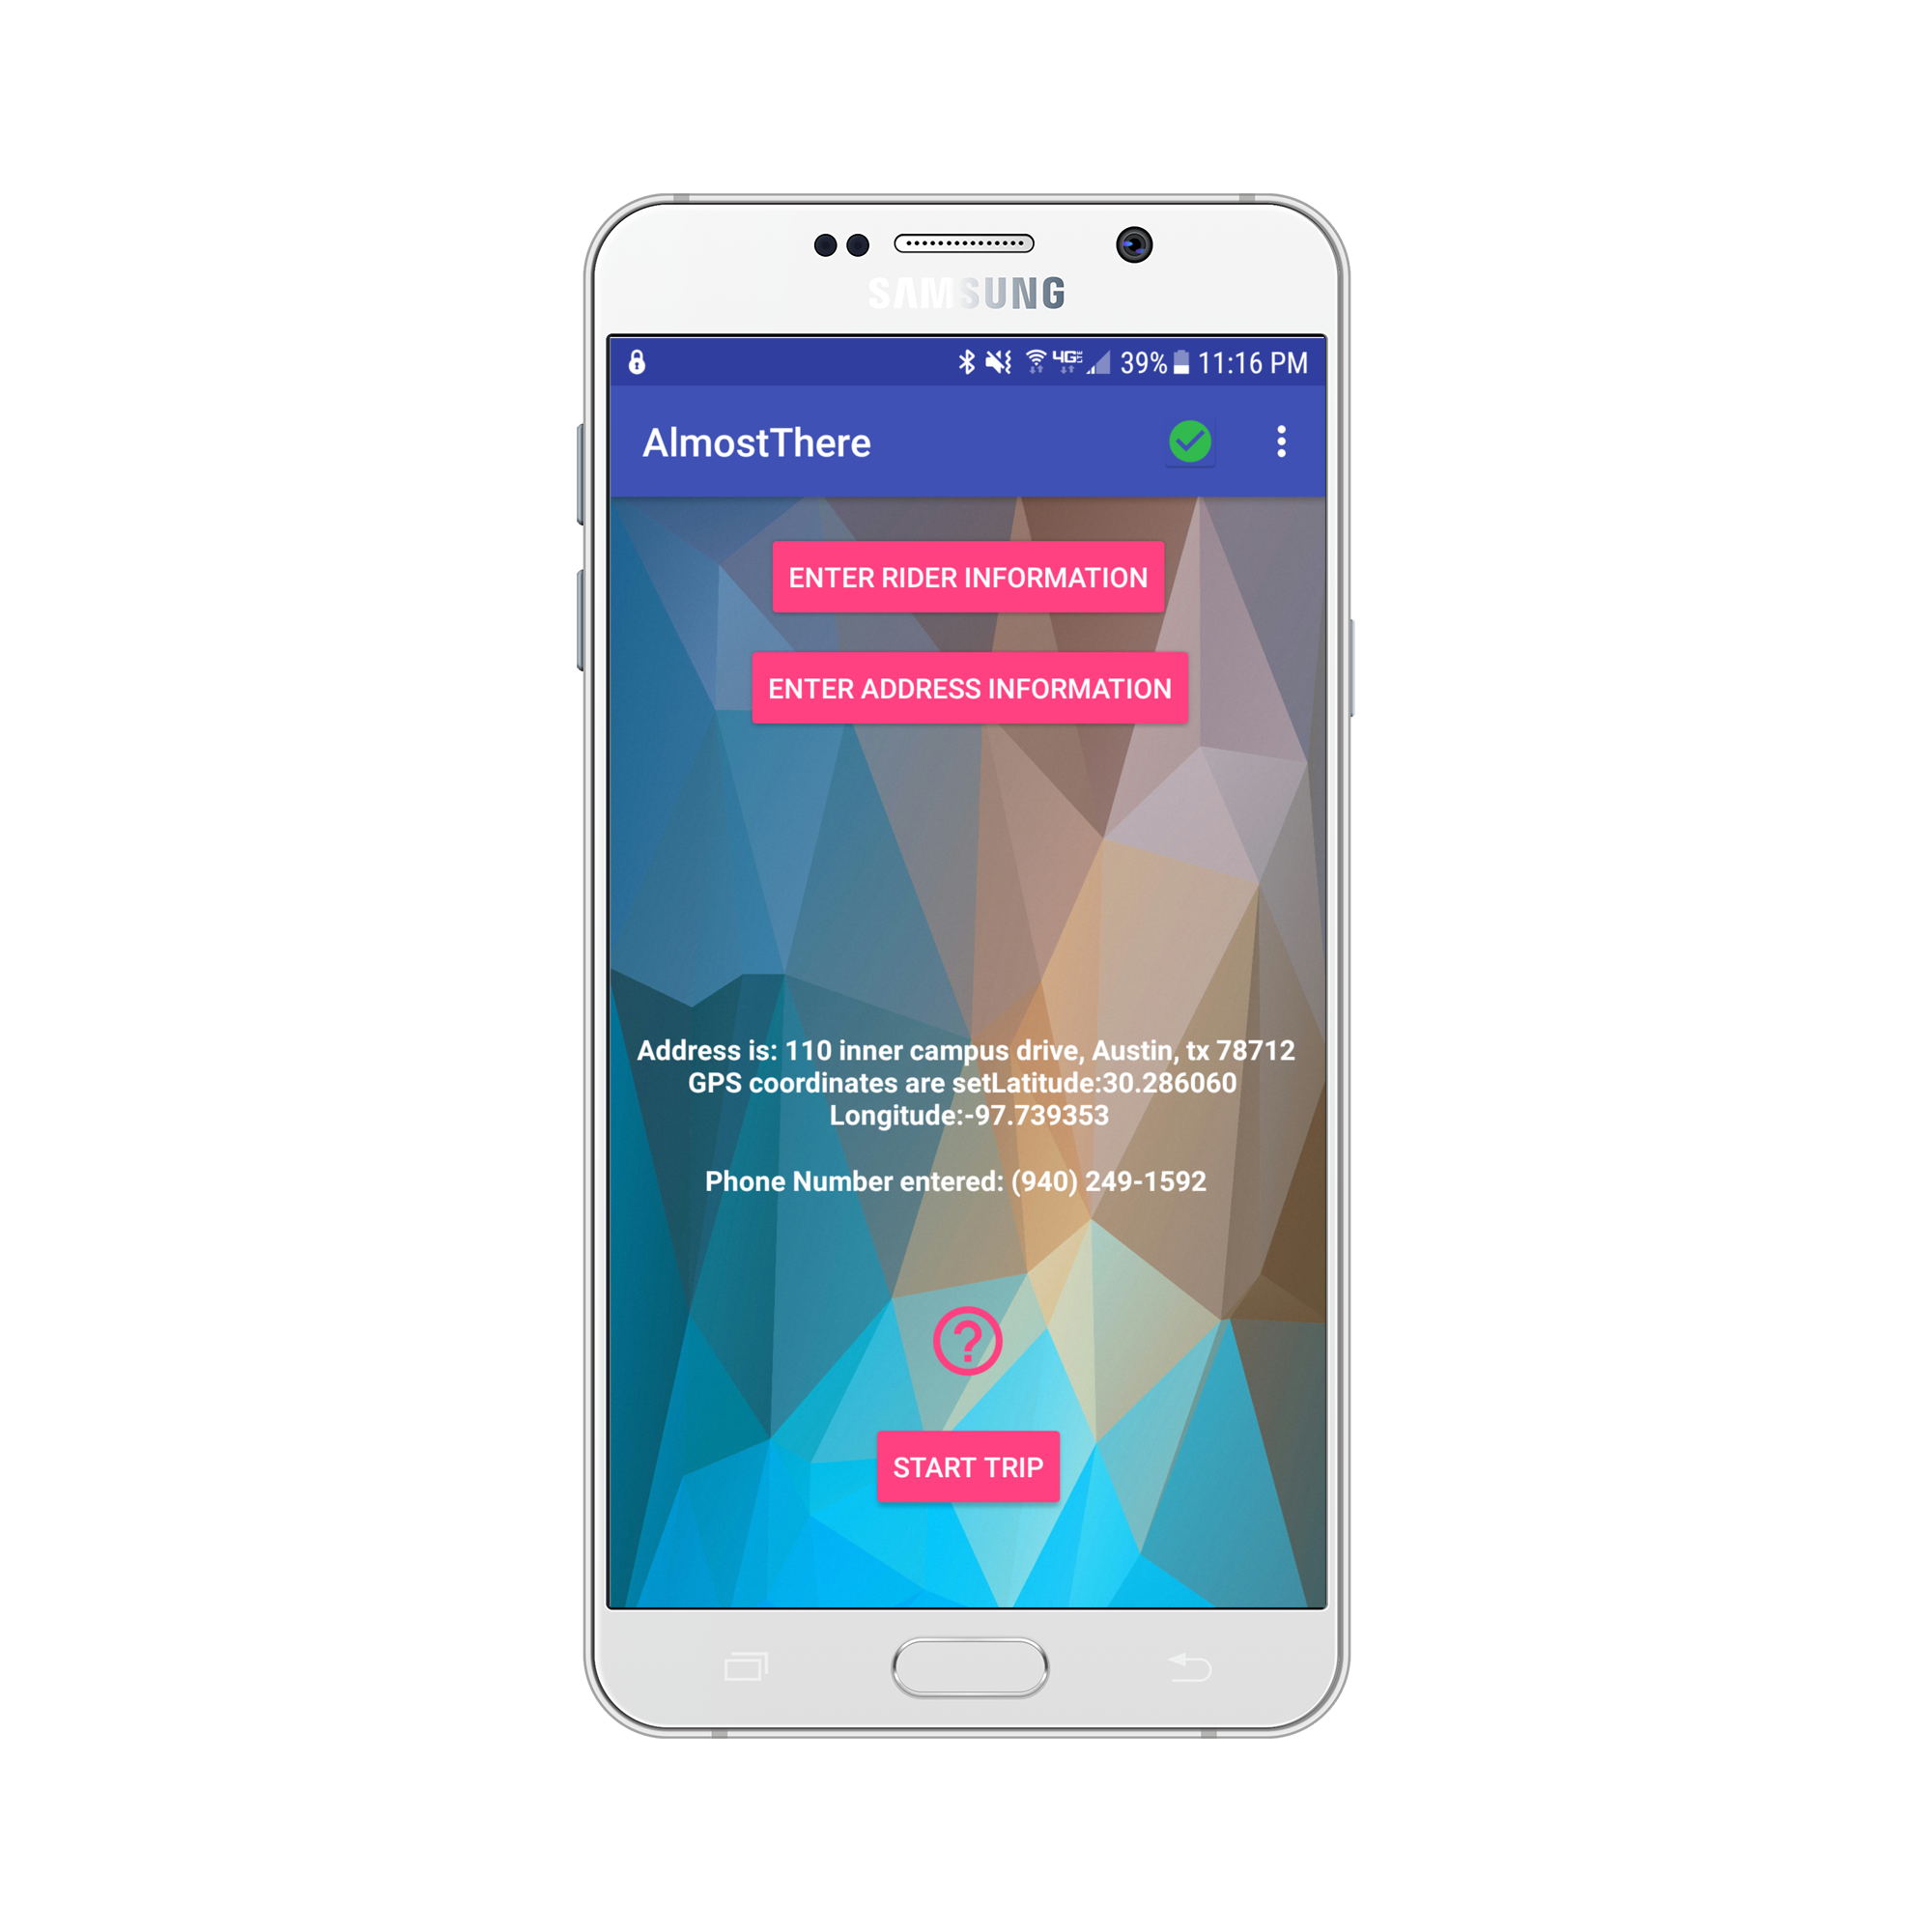 SAMSUNG
4G LTE 39% 11:16 PM
AlmostThere
ENTER RIDER INFORMATION
ENTER ADDRESS INFORMATION
Address is: 110 inner campus drive, Austin, tx 78712
GPS coordinates are setLatitude:30.286060
Longitude:-97.739353
Phone Number entered: (940) 249-1592
?
START TRIP